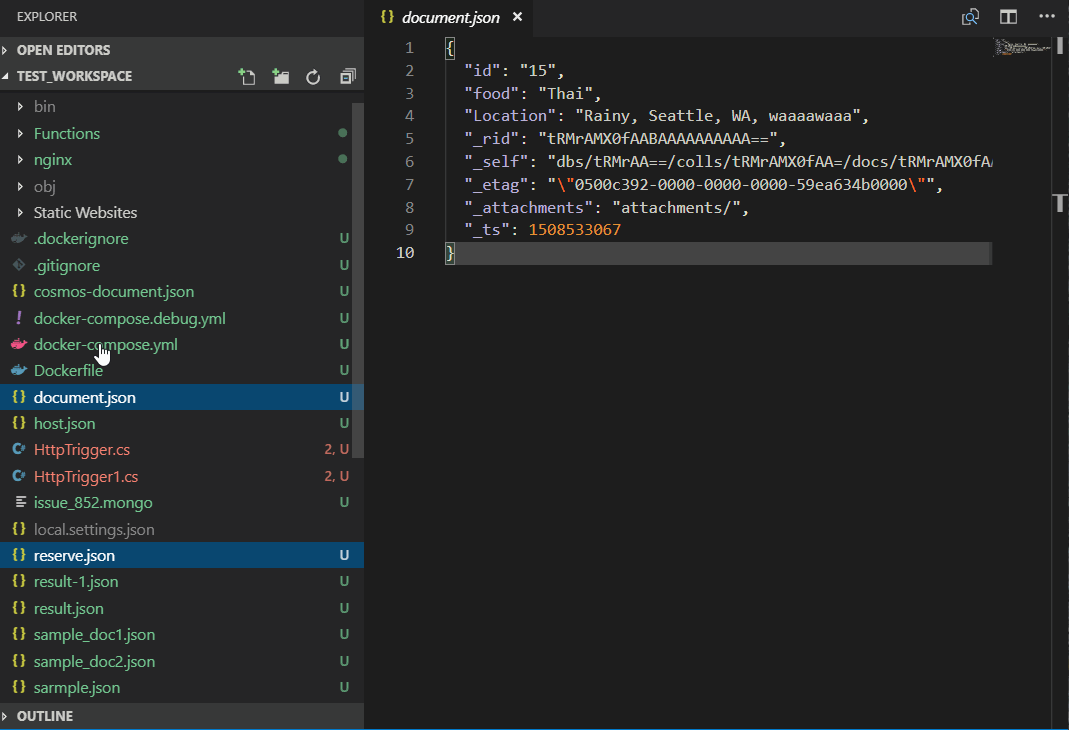 EXPLORER
OPEN EDITORS
TEST_WORKSPACE
bin
Functions
nginx
obj
Static Websites
.dockerignore U
.gitignore U
cosmos-document.json U
docker-compose.debug.yml U
docker-compose.yml U
Dockerfile U
document.json U
host.json U
HttpTrigger.cs 2, U
HttpTrigger1.cs 2, U
issue_852.mongo U
local.settings.json
reserve.json U
result-1.json U
result.json U
sample_doc1.json U
sample_doc2.json U
sarmple.json U
OUTLINE
{} document.json ×
1 {
2 "id": "15",
3 "food": "Thai",
4 "Location": "Rainy, Seattle, WA, waaaawaaa",
5 "_rid": "tRMrAMX0fAABAAAAAAAAAA==",
6 "_self": "dbs/tRMrAA==/colls/tRMrAMX0fAA=/docs/tRMrAMX0fA
7 "_etag": "\"0500c392-0000-0000-0000-59ea634b0000\"",
8 "_attachments": "attachments/",
9 "_ts": 1508533067
10 }